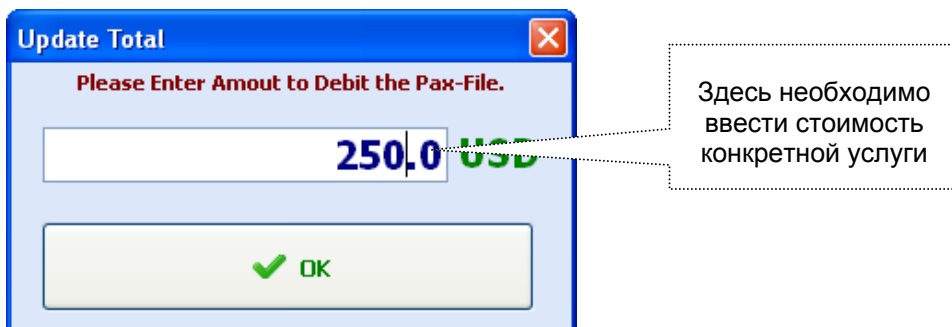 Update Total
Please Enter Amout to Debit the Pax-File.
250.0 USD
OK
Здесь необходимо
ввести стоимость
конкретной услуги